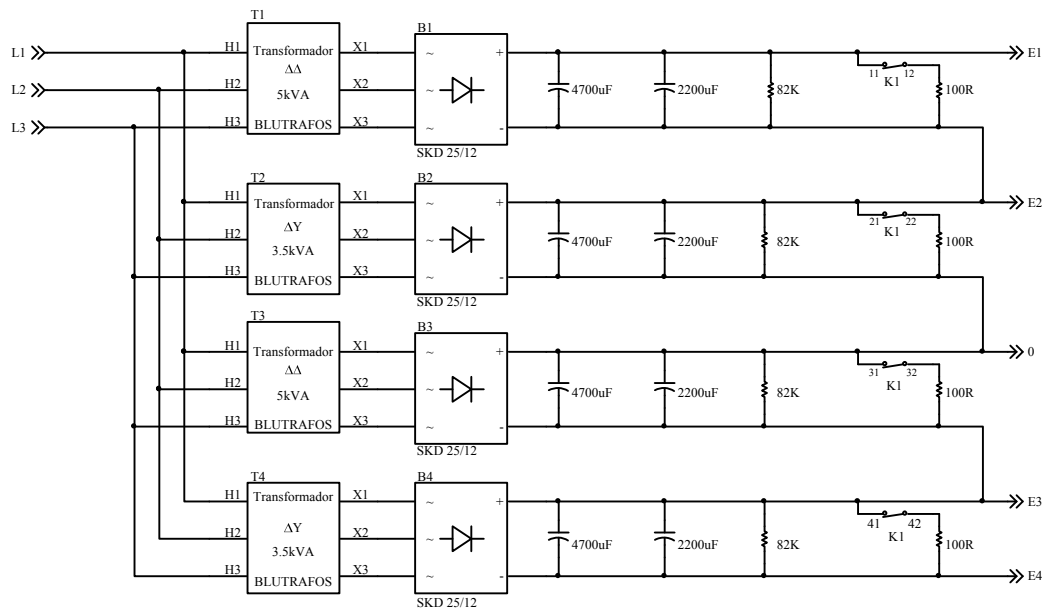 T1
B1
L1
H1
Transformador
X1
~
+
E1
ΔΔ
11
12
K1
L2
H2
5kVA
X2
~
4700uF
2200uF
82K
100R
L3
H3
BLUTRAFOS
X3
~
-
SKD 25/12
T2
B2
H1
Transformador
X1
~
+
E2
ΔY
21
22
K1
H2
3.5kVA
X2
~
4700uF
2200uF
82K
100R
H3
BLUTRAFOS
X3
~
-
SKD 25/12
T3
B3
H1
Transformador
X1
~
+
0
ΔΔ
31
32
K1
H2
5kVA
X2
~
4700uF
2200uF
82K
100R
H3
BLUTRAFOS
X3
~
-
SKD 25/12
T4
B4
H1
Transformador
X1
~
+
E3
ΔY
41
42
K1
H2
3.5kVA
X2
~
4700uF
2200uF
82K
100R
H3
BLUTRAFOS
X3
~
-
E4
SKD 25/12